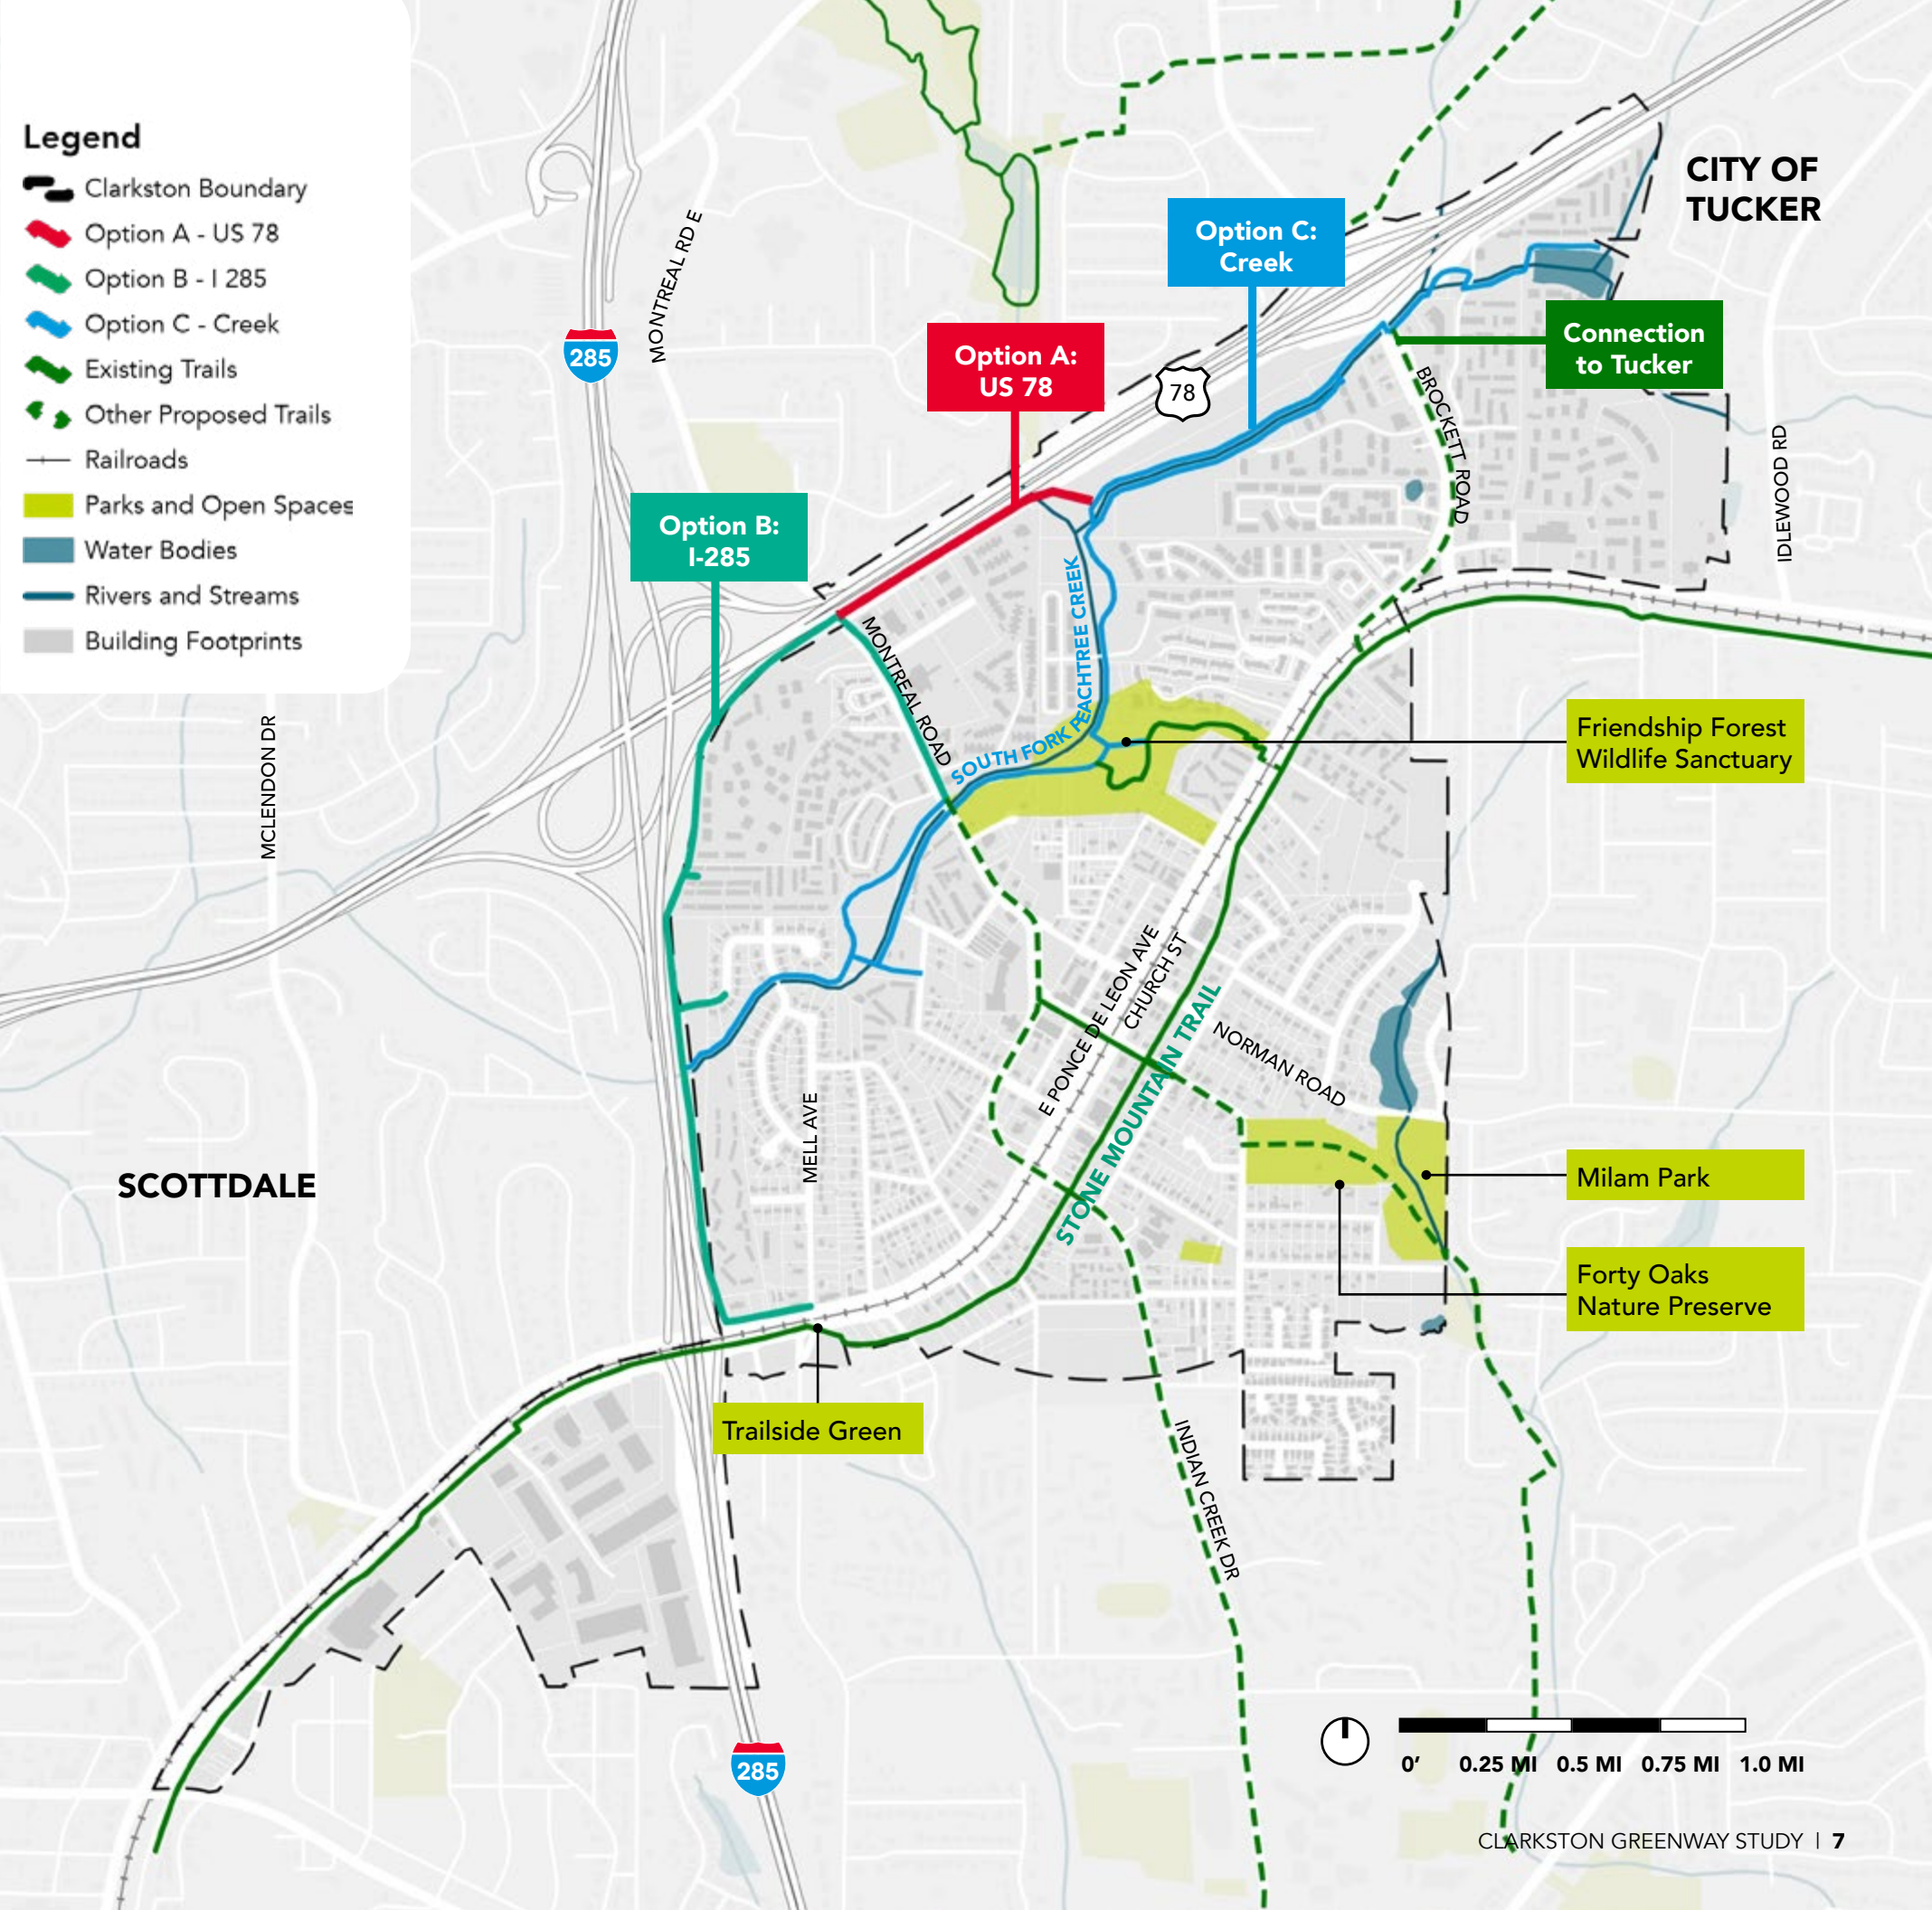 Legend
Clarkston Boundary
Option A - US 78
Option B - I 285
Option C - Creek
Existing Trails
Other Proposed Trails
Railroads
Parks and Open Spaces
Water Bodies
Rivers and Streams
Building Footprints
CITY OF
TUCKER
Option C:
Creek
MONTREAL RD E
285
Option A:
US 78
78
Connection
to Tucker
BROCKETT ROAD
IDLEWOOD RD
Option B:
I-285
MONTREAL ROAD
SOUTH FORK PEACHTREE CREEK
MCLENDON DR
Friendship Forest
Wildlife Sanctuary
E PONCE DE LEON AVE
CHURCH ST
STONE MOUNTAIN TRAIL
NORMAN ROAD
MELL AVE
SCOTTDALE
Milam Park
Forty Oaks
Nature Preserve
Trailside Green
INDIAN CREEK DR
285
0’ 0.25 MI 0.5 MI 0.75 MI 1.0 MI
CLARKSTON GREENWAY STUDY | 7